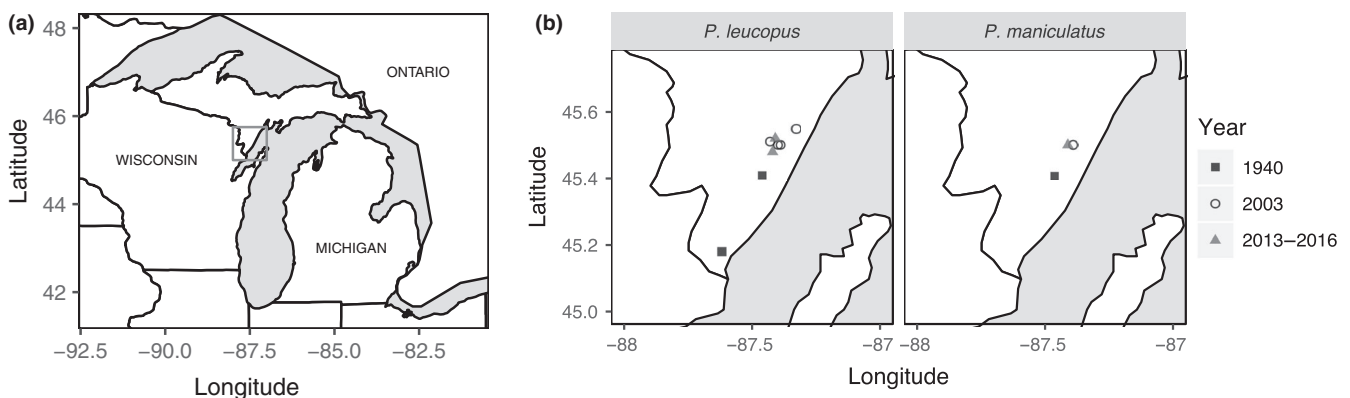 (a)
48
46
44
42
Latitude
ONTARIO
WISCONSIN
MICHIGAN
−92.5 −90.0 −87.5 −85.0 −82.5
Longitude
(b)
P. leucopus P. maniculatus
45.6
45.4
45.2
45.0
Latitude
−88 −87.5 −87 −88 −87.5 −87
Longitude
Year
1940
2003
2013−2016